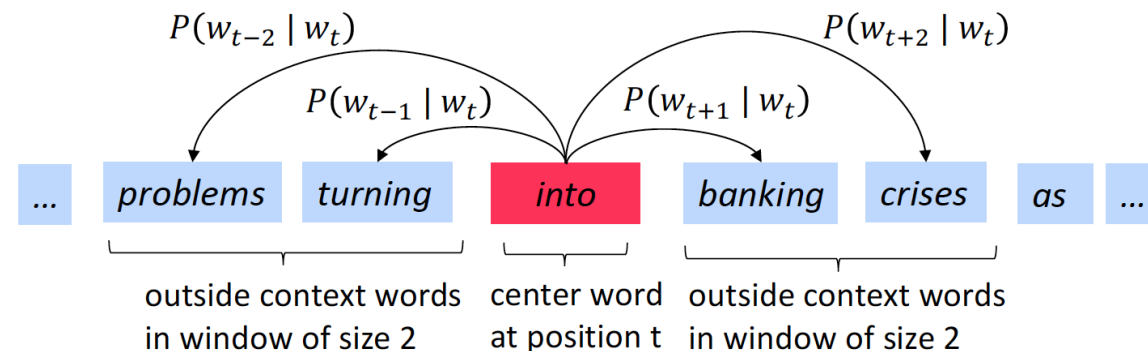 P(w_{t−2} | w_t) P(w_{t+2} | w_t)
P(w_{t−1} | w_t) P(w_{t+1} | w_t)
... problems turning into banking crises as ...
outside context words center word outside context words
in window of size 2 at position t in window of size 2